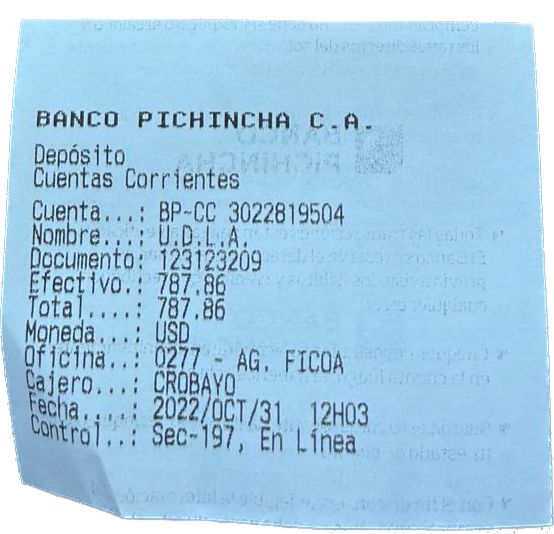 BANCO PICHINCHA C.A.
Depósito
Cuentas Corrientes
Cuenta...: BP-CC 3022819504
Nombre...: U.D.L.A.
Documento: 123123209
Efectivo.: 787.86
Total....: 787.86
Moneda...: USD
Oficina..: 0277 - AG. FICOA
Cajero...: CROBAYO
Fecha....: 2022/OCT/31 12H03
Control..: Sec-197, En Línea